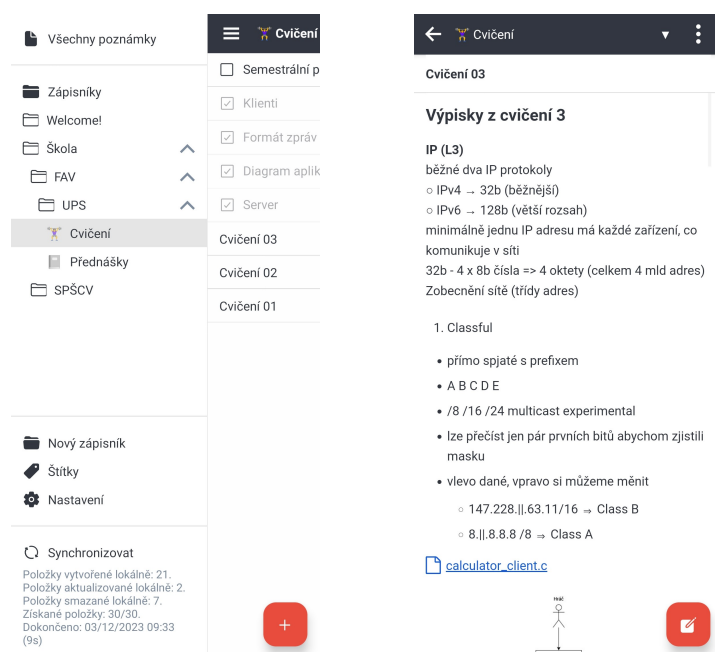 Všechny poznámky
Zápisníky
Welcome!
Škola
FAV
UPS
Cvičení
Přednášky
SPŠCV
Nový zápisník
Štítky
Nastavení
Synchronizovat
Položky vytvořené lokálně: 21.
Položky aktualizované lokálně: 2.
Položky smazané lokálně: 7.
Získané položky: 30/30.
Dokončeno: 03/12/2023 09:33
(9s)
Cvičení
Semestrální p
Klienti
Formát zpráv
Diagram aplik
Server
Cvičení 03
Cvičení 02
Cvičení 01
Cvičení
Cvičení 03
Výpisky z cvičení 3
IP (L3)
běžné dva IP protokoly
○ IPv4 → 32b (běžnější)
○ IPv6 → 128b (větší rozsah)
minimálně jednu IP adresu má každé zařízení, co
komunikuje v síti
32b - 4 x 8b čísla => 4 oktety (celkem 4 mld adres)
Zobecnění sítě (třídy adres)
1. Classful
• přímo spjaté s prefixem
• A B C D E
• /8 /16 /24 multicast experimental
• lze přečíst jen pár prvních bitů abychom zjistili
masku
• vlevo dané, vpravo si můžeme měnit
○ 147.228.||.63.11/16 ⇒ Class B
○ 8.||.8.8.8 /8 ⇒ Class A
calculator_client.c
Hráč